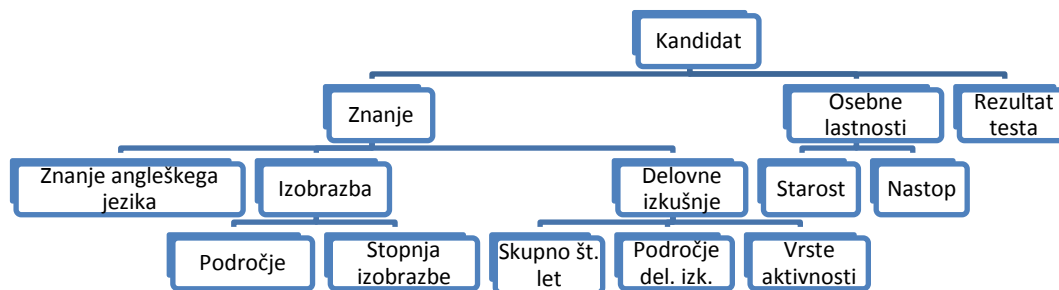 Kandidat
Znanje
Osebne
lastnosti
Rezultat
testa
Znanje angleškega
jezika
Izobrazba
Delovne
izkušnje
Starost
Nastop
Področje
Stopnja
izobrazbe
Skupno št.
let
Področje
del. izk.
Vrste
aktivnosti